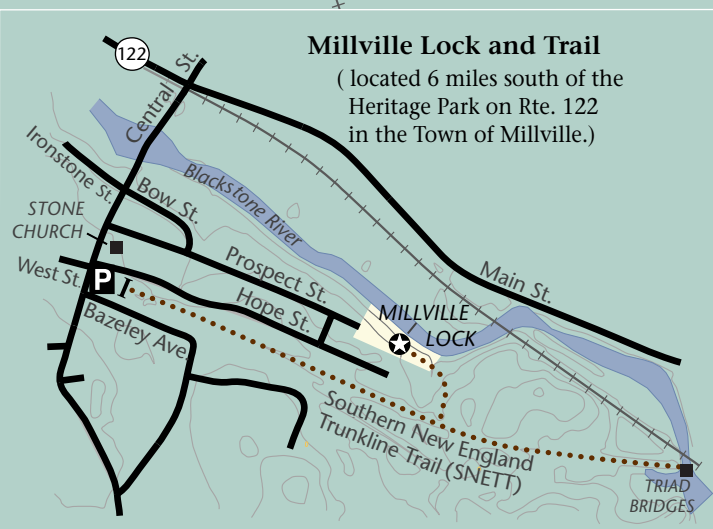 Millville Lock and Trail
( located 6 miles south of the
Heritage Park on Rte. 122
in the Town of Millville.)
122
Central St.
Ironstone St.
Bow St.
Blackstone River
STONE
CHURCH
Prospect St.
Main St.
West St.
P
Hope St.
MILLVILLE
LOCK
Bazeley Ave.
Southern New England
Trunkline Trail (SNETT)
TRIAD
BRIDGES